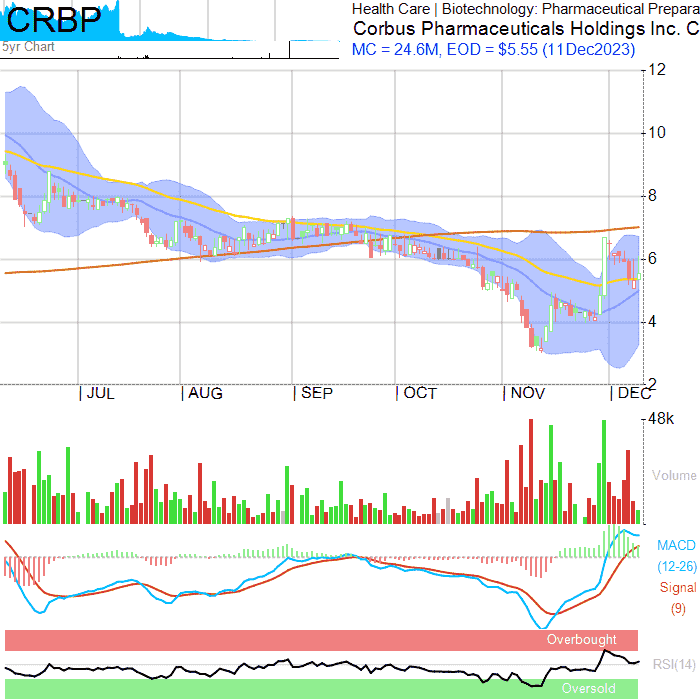 CRBP
Health Care | Biotechnology: Pharmaceutical Prepara
Corbus Pharmaceuticals Holdings Inc. C
MC = 24.6M, EOD = $5.55 (11Dec2023)
5yr Chart
12
10
8
6
4
2
JUL
AUG
SEP
OCT
NOV
DEC
48k
Volume
MACD
(12-26)
Signal
(9)
Overbought
RSI(14)
Oversold